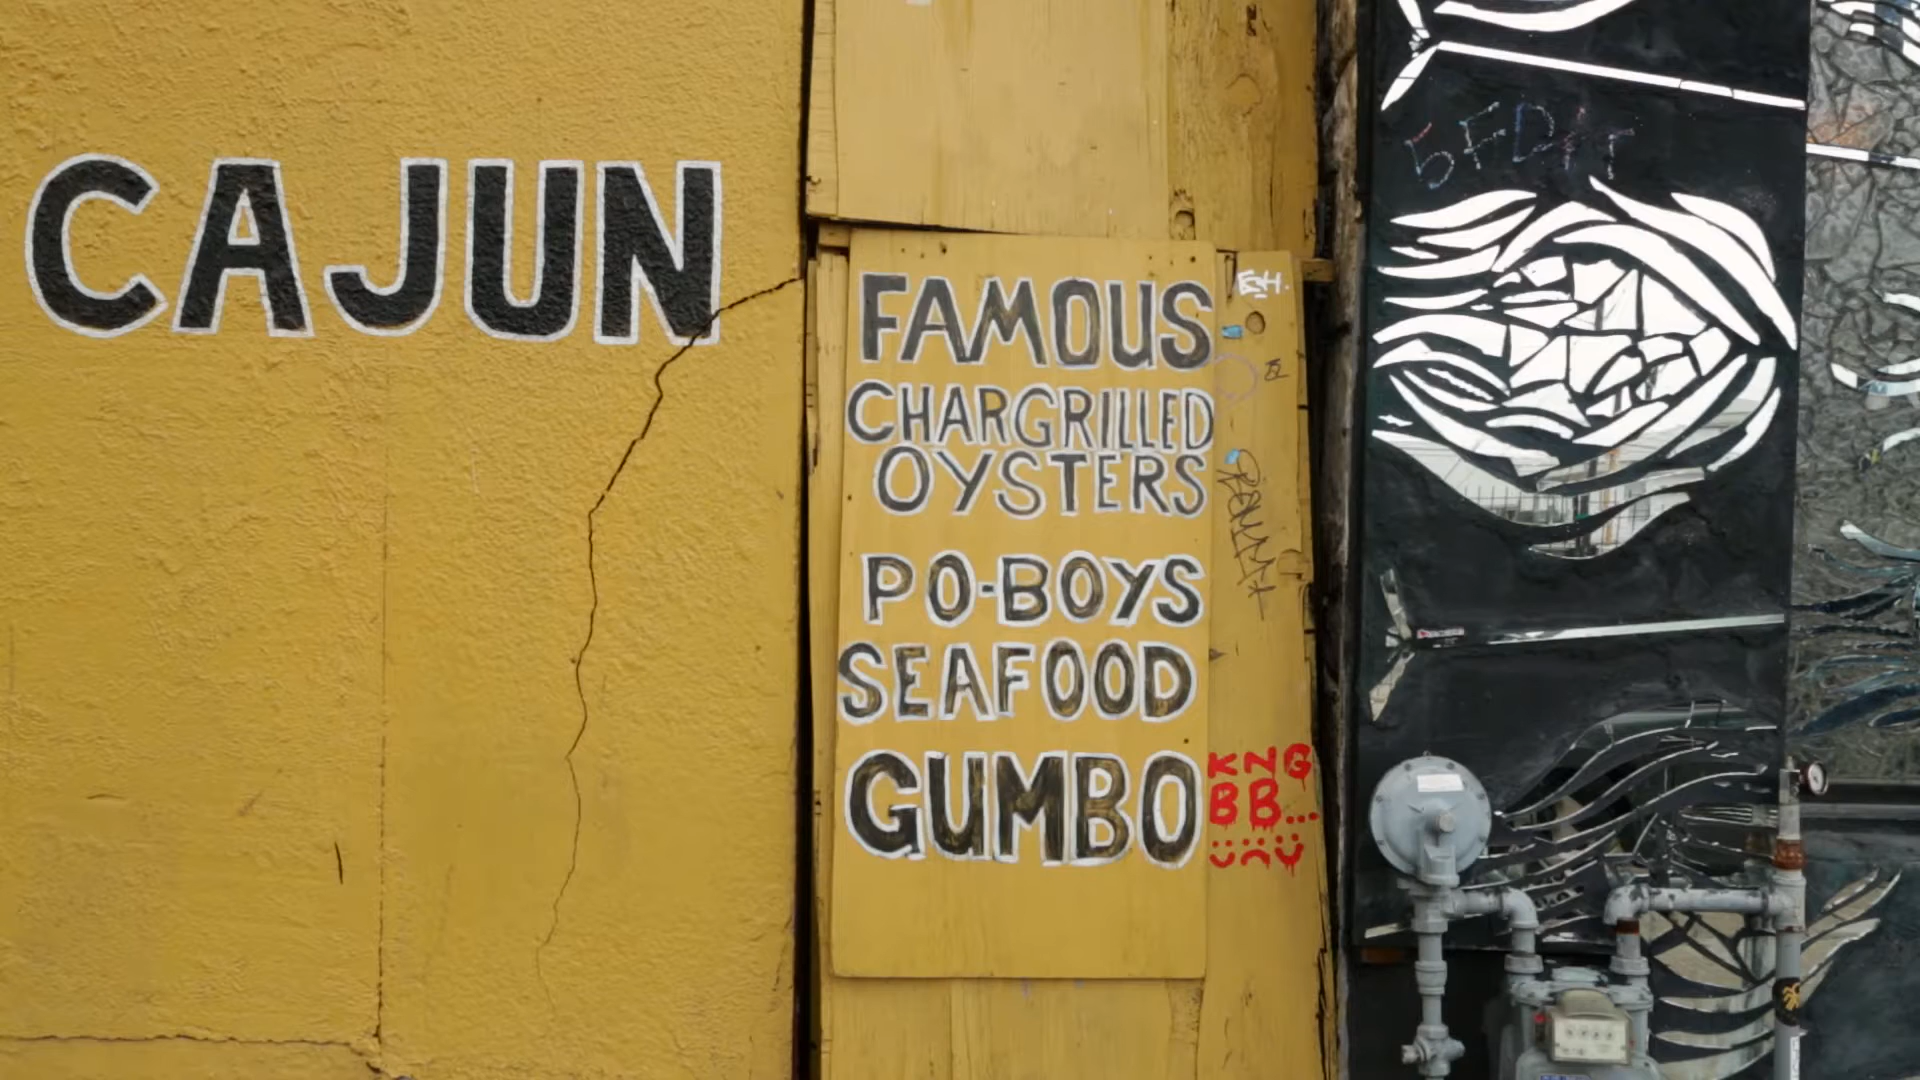 CAJUN
FAMOUS
CHARGRILLED
OYSTERS
PO-BOYS
SEAFOOD
GUMBO
KNG
BB...